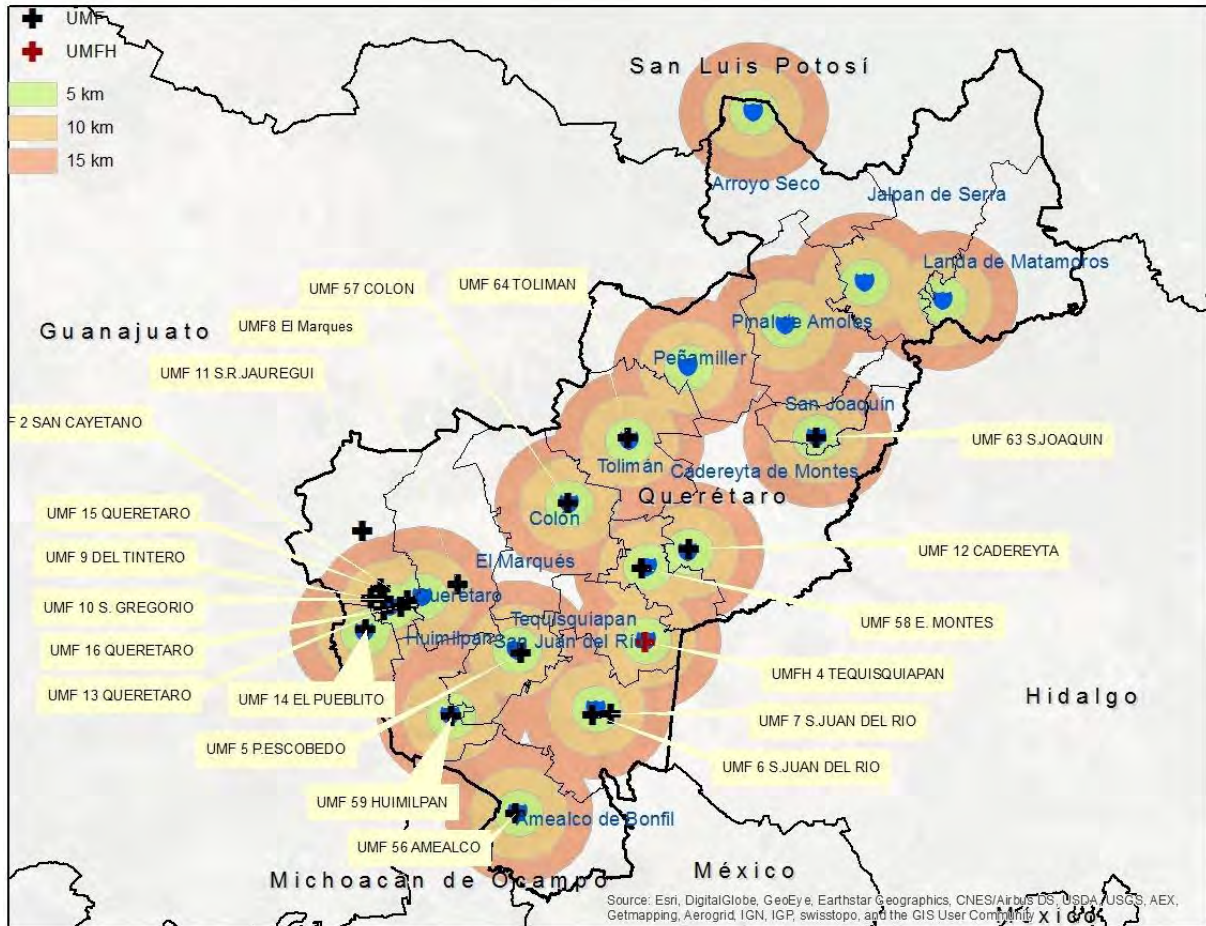 UMF
UMFH
5 km
10 km
15 km
San Luis Potosí
Arroyo Seco
Jalpan de Serra
Landa de Matamoros
UMF 57 COLON
UMF 64 TOLIMAN
Guanajuato
UMF8 El Marques
Pinal de Amoles
Peñamiller
UMF 11 S.R.JAUREGUI
San Joaquín
F 2 SAN CAYETANO
UMF 63 S.JOAQUIN
Tolimán
Cadereyta de Montes
Querétaro
UMF 15 QUERETARO
Colón
UMF 9 DEL TINTERO
El Marqués
UMF 12 CADEREYTA
UMF 10 S. GREGORIO
Querétaro
Tequisquiapan
UMF 58 E. MONTES
UMF 16 QUERETARO
Huimilpan
San Juan del Río
UMFH 4 TEQUISQUIAPAN
UMF 13 QUERETARO
UMF 14 EL PUEBLITO
Hidalgo
UMF 7 S.JUAN DEL RIO
UMF 5 P.ESCOBEDO
UMF 6 S.JUAN DEL RIO
UMF 59 HUIMILPAN
Amealco de Bonfil
UMF 56 AMEALCO
México
Michoacán de Ocampo
Source: Esri, DigitalGlobe, GeoEye, Earthstar Geographics, CNES/Airbus DS, USDA, USGS, AEX,
Getmapping, Aerogrid, IGN, IGP, swisstopo, and the GIS User Community
México